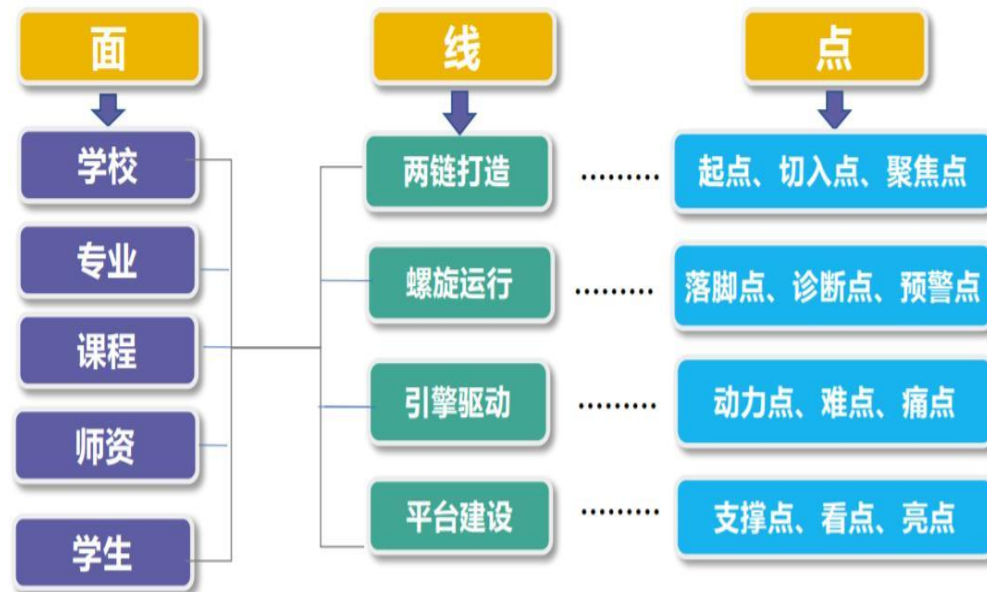 面
线
点
学校
专业
课程
师资
学生
两链打造
螺旋运行
引擎驱动
平台建设
起点、切入点、聚焦点
落脚点、诊断点、预警点
动力点、难点、痛点
支撑点、看点、亮点